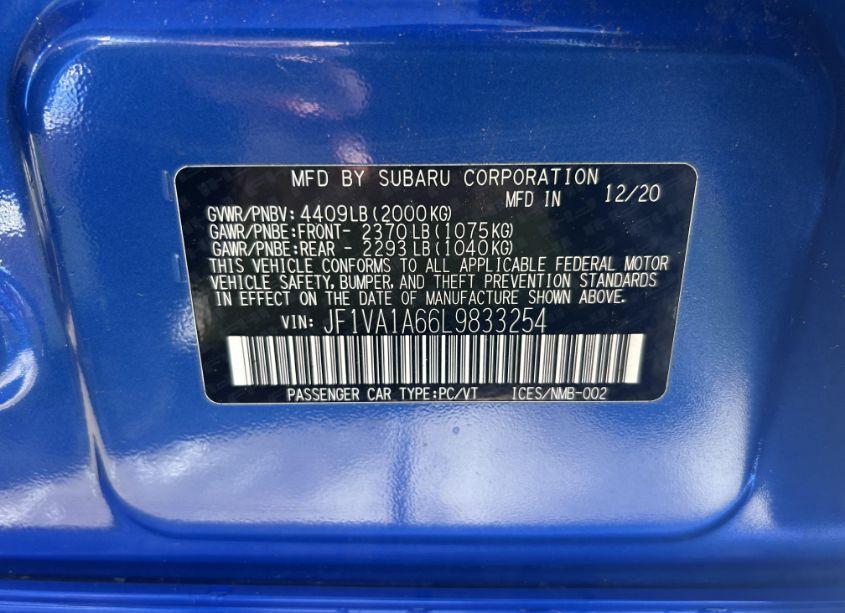 MFD BY SUBARU CORPORATION
MFD IN 12/20
GVWR/PNBV: 4409LB(2000KG)
GAWR/PNBE:FRONT- 2370LB(1075KG)
GAWR/PNBE:REAR - 2293LB(1040KG)
THIS VEHICLE CONFORMS TO ALL APPLICABLE FEDERAL MOTOR
VEHICLE SAFETY, BUMPER, AND THEFT PREVENTION STANDARDS
IN EFFECT ON THE DATE OF MANUFACTURE SHOWN ABOVE.
VIN: JF1VA1A66L9833254
PASSENGER CAR TYPE:PC/VT ICES/NMB-002